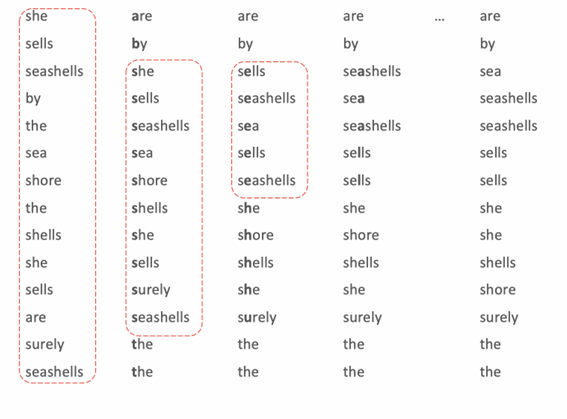 she are are are ... are
sells by by by by
seashells she sells seashells sea
by sells seashells sea seashells
the seashells sea seashells seashells
sea sea sells sells sells
shore shore seashells sells sells
the shells she she she
shells she shore shore she
she sells shells shells shells
sells surely she she shore
are seashells surely surely surely
surely the the the the
seashells the the the the